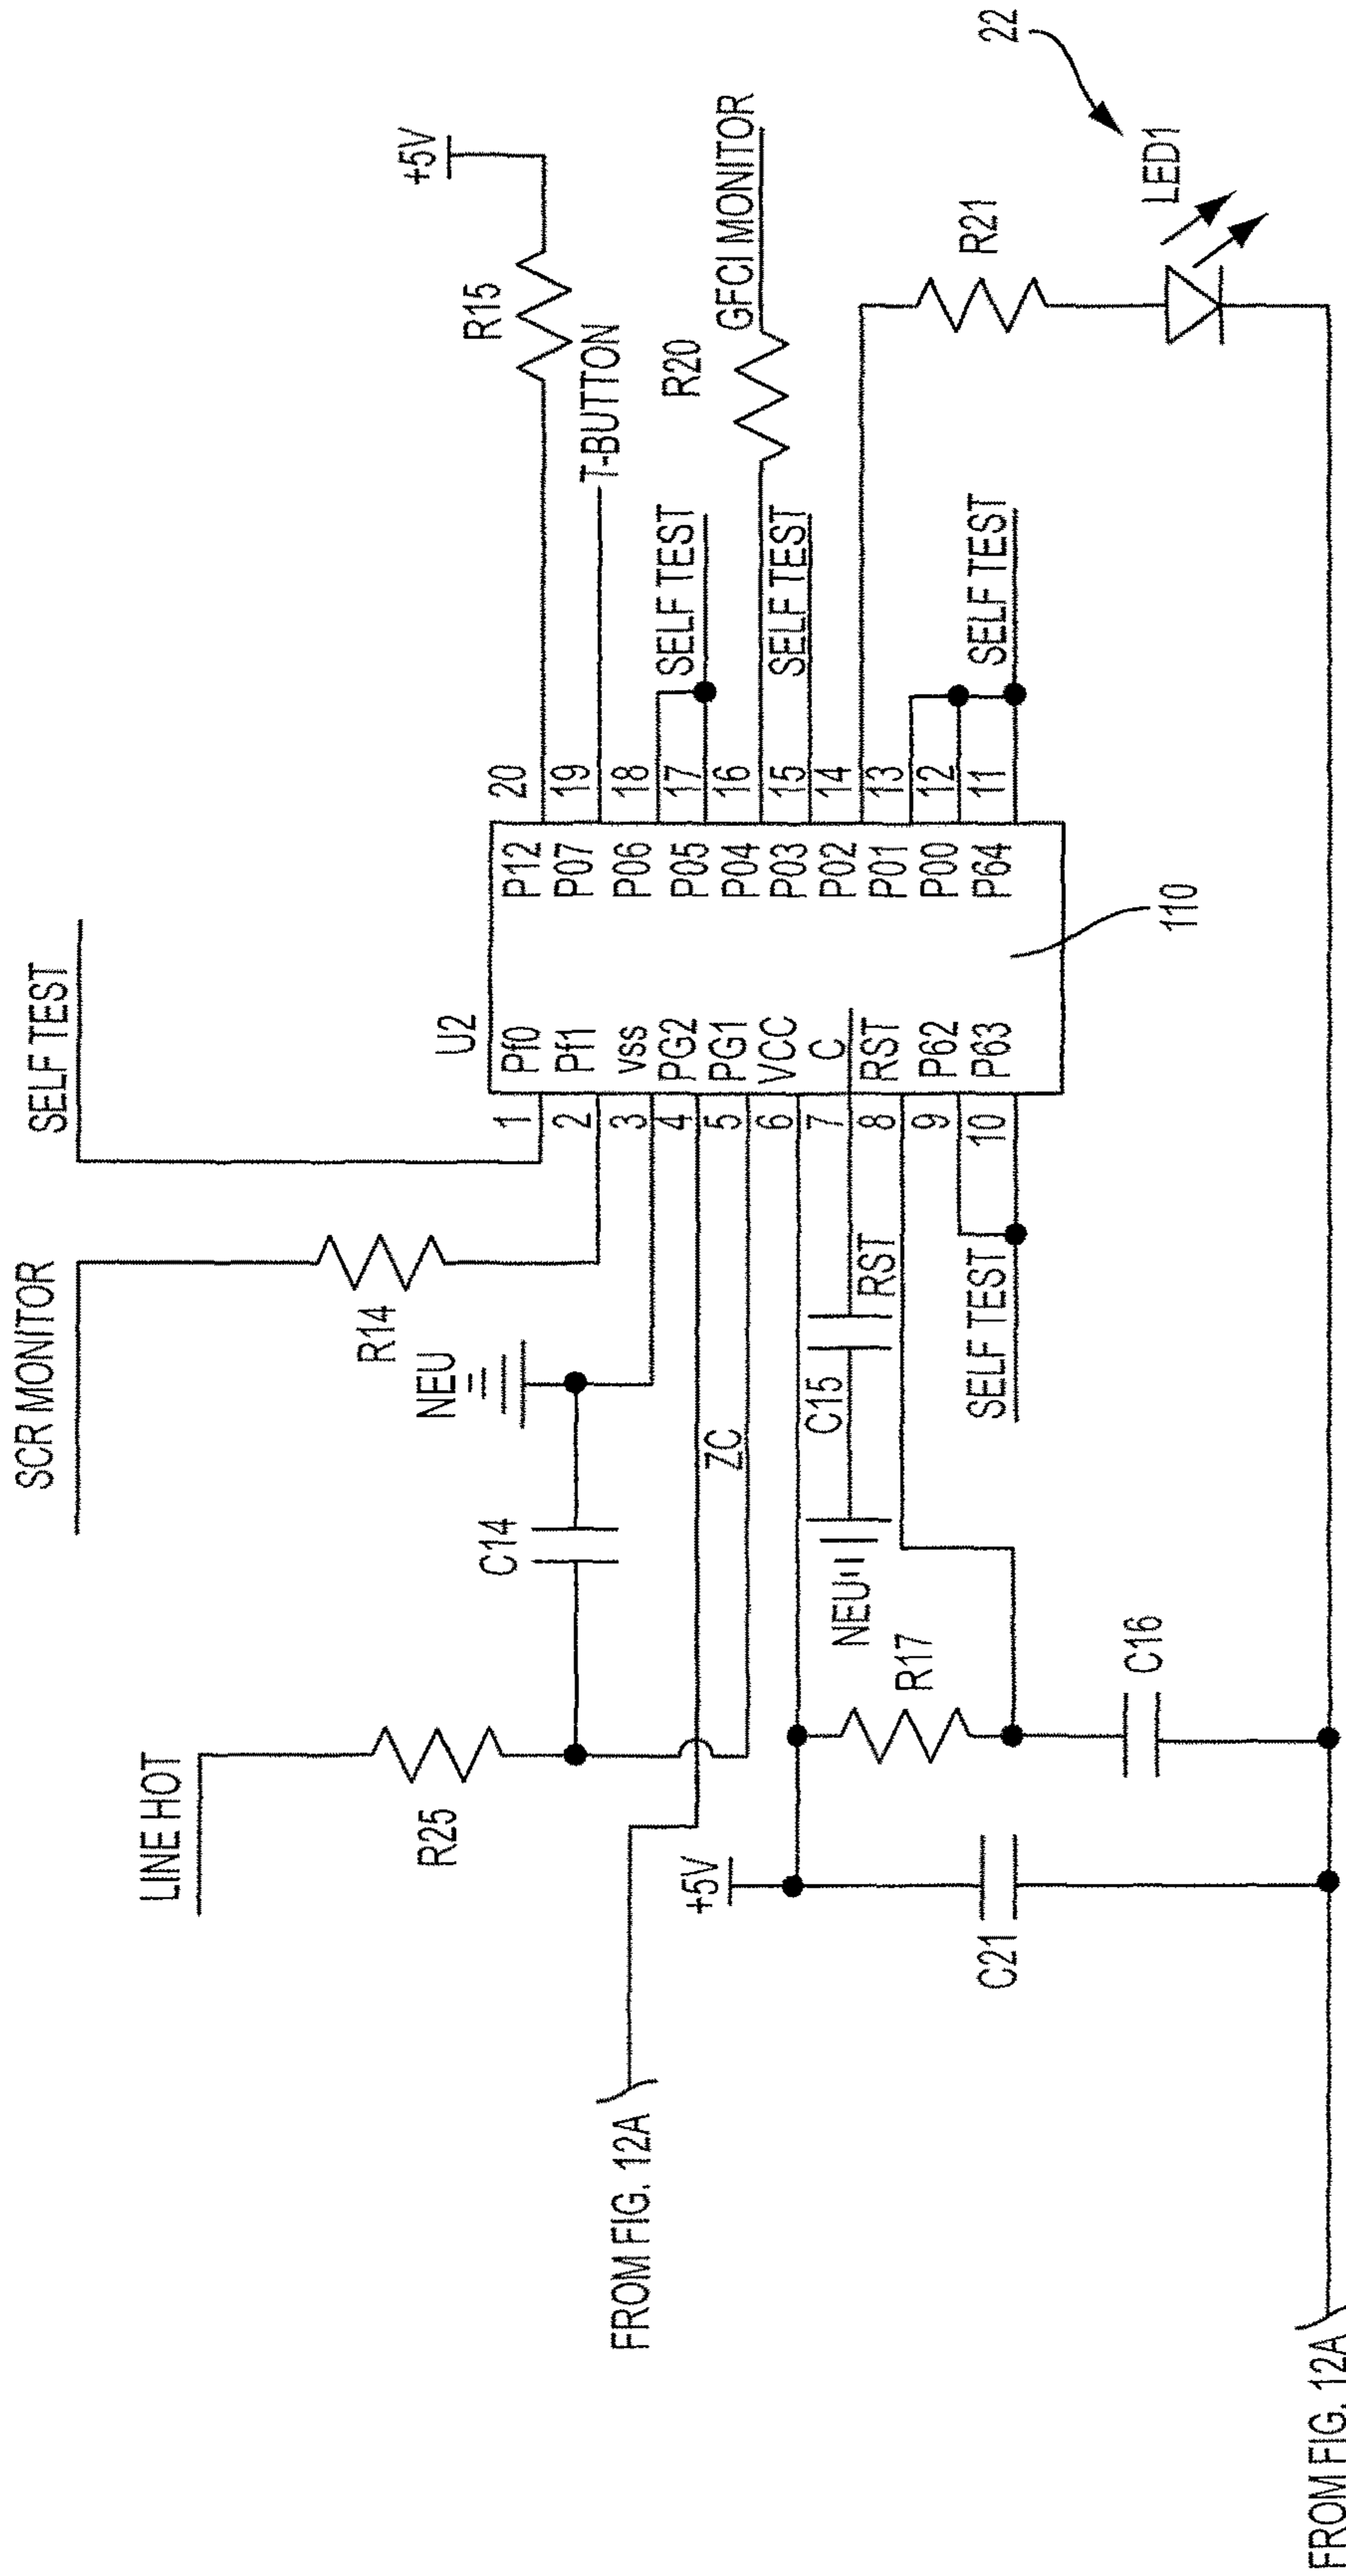 SELF TEST
SCR MONITOR
LINE HOT
R14
R25
NEU
C14
U2
+5V
R15
T-BUTTON
R20
GFCI MONITOR
SELF TEST
SELF TEST
SELF TEST
SELF TEST
1 Pf0
2 Pf1
3 vss
4 PG2
5 PG1
6 VCC
7 C
8 RST
9 P62
10 P63
P12 20
P07 19
P06 18
P05 17
P04 16
P03 15
P02 14
P01 13
P00 12
P64 11
110
ZC
C15
RST
NEU
R17
C16
+5V
C21
R21
LED1
22
FROM FIG. 12A
FROM FIG. 12A